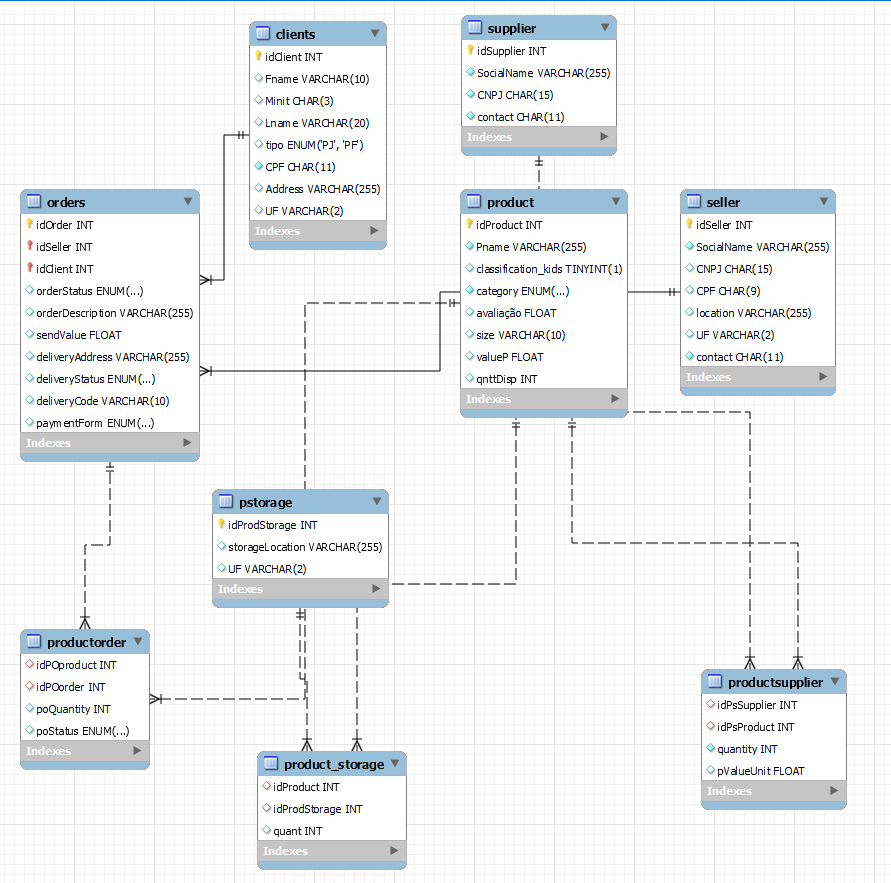 clients
idClient INT
Fname VARCHAR(10)
Minit CHAR(3)
Lname VARCHAR(20)
tipo ENUM('PJ', 'PF')
CPF CHAR(11)
Address VARCHAR(255)
UF VARCHAR(2)
Indexes
supplier
idSupplier INT
SocialName VARCHAR(255)
CNPJ CHAR(15)
contact CHAR(11)
Indexes
orders
idOrder INT
idSeller INT
idClient INT
orderStatus ENUM(...)
orderDescription VARCHAR(255)
sendValue FLOAT
deliveryAddress VARCHAR(255)
deliveryStatus ENUM(...)
deliveryCode VARCHAR(10)
paymentForm ENUM(...)
Indexes
product
idProduct INT
Pname VARCHAR(255)
classification_kids TINYINT(1)
category ENUM(...)
avaliação FLOAT
size VARCHAR(10)
valueP FLOAT
qnttDisp INT
Indexes
seller
idSeller INT
SocialName VARCHAR(255)
CNPJ CHAR(15)
CPF CHAR(9)
location VARCHAR(255)
UF VARCHAR(2)
contact CHAR(11)
Indexes
pstorage
idProdStorage INT
storageLocation VARCHAR(255)
UF VARCHAR(2)
Indexes
productorder
idPOproduct INT
idPOorder INT
poQuantity INT
poStatus ENUM(...)
Indexes
product_storage
idProduct INT
idProdStorage INT
quant INT
Indexes
productsupplier
idPsSupplier INT
idPsProduct INT
quantity INT
pValueUnit FLOAT
Indexes